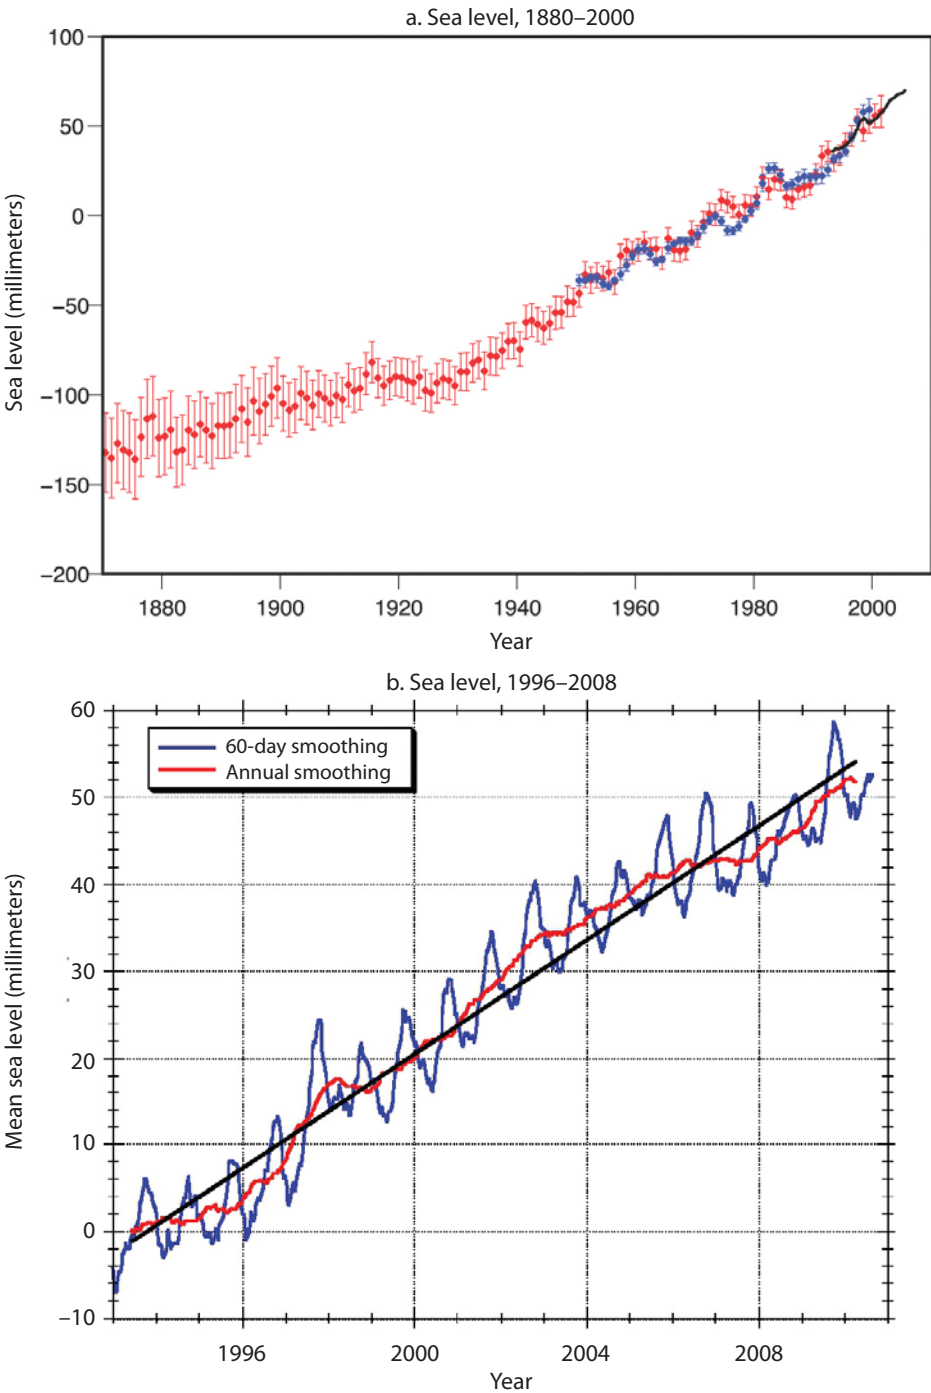 a. Sea level, 1880–2000
Sea level (millimeters)
100
50
0
−50
−100
−150
−200
1880 1900 1920 1940 1960 1980 2000
Year
b. Sea level, 1996–2008
Mean sea level (millimeters)
60
50
40
30
20
10
0
−10
60-day smoothing
Annual smoothing
1996 2000 2004 2008
Year